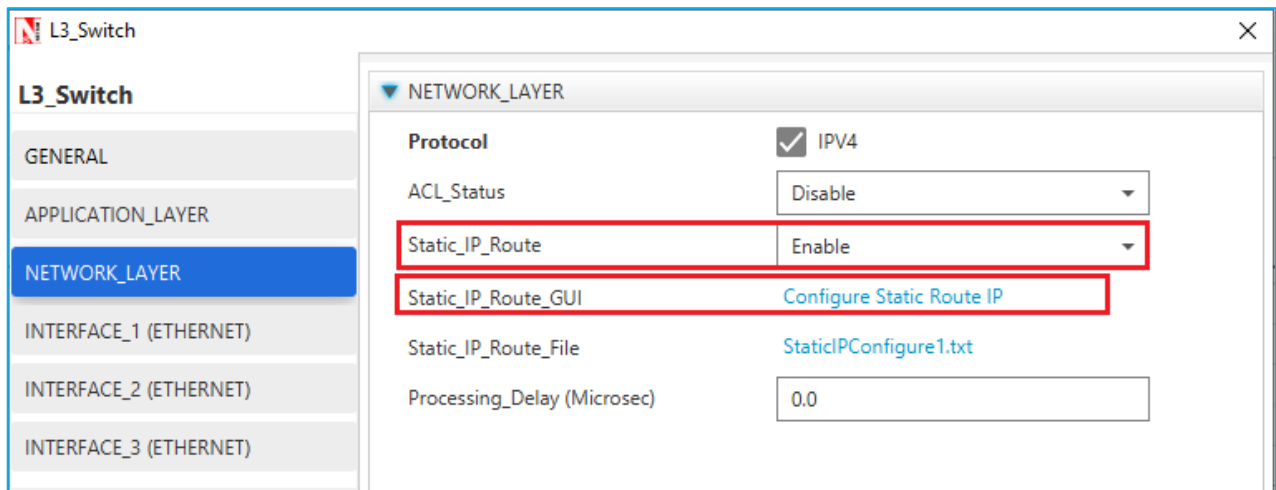 L3_Switch
L3_Switch
GENERAL
APPLICATION_LAYER
NETWORK_LAYER
INTERFACE_1 (ETHERNET)
INTERFACE_2 (ETHERNET)
INTERFACE_3 (ETHERNET)
NETWORK_LAYER
Protocol IPV4
ACL_Status Disable
Static_IP_Route Enable
Static_IP_Route_GUI Configure Static Route IP
Static_IP_Route_File StaticIPConfigure1.txt
Processing_Delay (Microsec) 0.0